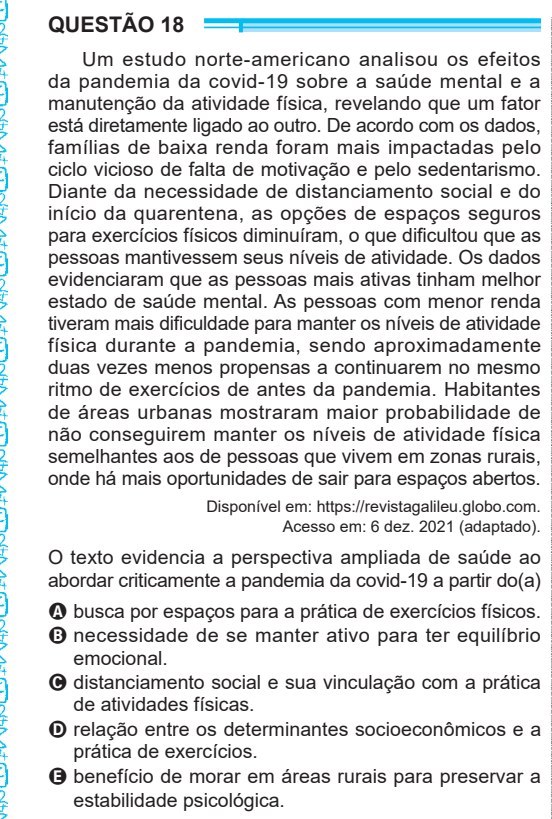 QUESTÃO 18
Um estudo norte-americano analisou os efeitos
da pandemia da covid-19 sobre a saúde mental e a
manutenção da atividade física, revelando que um fator
está diretamente ligado ao outro. De acordo com os dados,
famílias de baixa renda foram mais impactadas pelo
ciclo vicioso de falta de motivação e pelo sedentarismo.
Diante da necessidade de distanciamento social e do
início da quarentena, as opções de espaços seguros
para exercícios físicos diminuíram, o que dificultou que as
pessoas mantivessem seus níveis de atividade. Os dados
evidenciaram que as pessoas mais ativas tinham melhor
estado de saúde mental. As pessoas com menor renda
tiveram mais dificuldade para manter os níveis de atividade
física durante a pandemia, sendo aproximadamente
duas vezes menos propensas a continuarem no mesmo
ritmo de exercícios de antes da pandemia. Habitantes
de áreas urbanas mostraram maior probabilidade de
não conseguirem manter os níveis de atividade física
semelhantes aos de pessoas que vivem em zonas rurais,
onde há mais oportunidades de sair para espaços abertos.
Disponível em: https://revistagalileu.globo.com.
Acesso em: 6 dez. 2021 (adaptado).
O texto evidencia a perspectiva ampliada de saúde ao
abordar criticamente a pandemia da covid-19 a partir do(a)
A busca por espaços para a prática de exercícios físicos.
B necessidade de se manter ativo para ter equilíbrio
emocional.
C distanciamento social e sua vinculação com a prática
de atividades físicas.
D relação entre os determinantes socioeconômicos e a
prática de exercícios.
E benefício de morar em áreas rurais para preservar a
estabilidade psicológica.